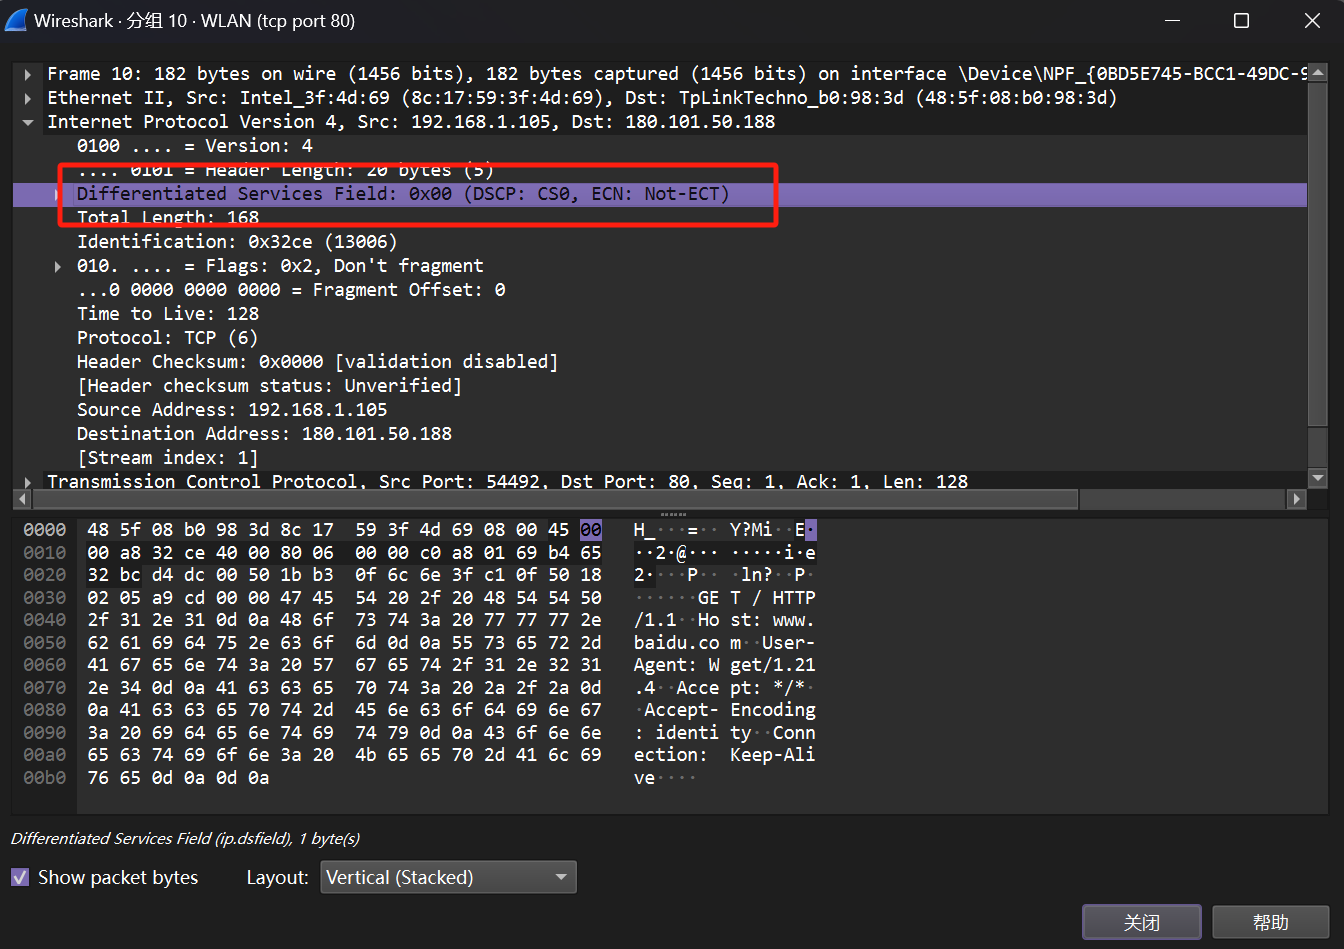 Wireshark · 分组 10 · WLAN (tcp port 80)
Frame 10: 182 bytes on wire (1456 bits), 182 bytes captured (1456 bits) on interface \Device\NPF_{0BD5E745-BCC1-49DC-9
Ethernet II, Src: Intel_3f:4d:69 (8c:17:59:3f:4d:69), Dst: TpLinkTechno_b0:98:3d (48:5f:08:b0:98:3d)
Internet Protocol Version 4, Src: 192.168.1.105, Dst: 180.101.50.188
0100 .... = Version: 4
.... 0101 = Header Length: 20 bytes (5)
Differentiated Services Field: 0x00 (DSCP: CS0, ECN: Not-ECT)
Total Length: 168
Identification: 0x32ce (13006)
010. .... = Flags: 0x2, Don't fragment
...0 0000 0000 0000 = Fragment Offset: 0
Time to Live: 128
Protocol: TCP (6)
Header Checksum: 0x0000 [validation disabled]
[Header checksum status: Unverified]
Source Address: 192.168.1.105
Destination Address: 180.101.50.188
[Stream index: 1]
Transmission Control Protocol, Src Port: 54492, Dst Port: 80, Seq: 1, Ack: 1, Len: 128
0000 48 5f 08 b0 98 3d 8c 17 59 3f 4d 69 08 00 45 00 H_···=·· Y?Mi··E·
0010 00 a8 32 ce 40 00 80 06 00 00 c0 a8 01 69 b4 65 ··2·@··· ·····i·e
0020 32 bc d4 dc 00 50 1b b3 0f 6c 6e 3f c1 0f 50 18 2····P·· ·ln?··P·
0030 02 05 a9 cd 00 00 47 45 54 20 2f 20 48 54 54 50 ······GE T / HTTP
0040 2f 31 2e 31 0d 0a 48 6f 73 74 3a 20 77 77 77 2e /1.1··Ho st: www.
0050 62 61 69 64 75 2e 63 6f 6d 0d 0a 55 73 65 72 2d baidu.co m··User-
0060 41 67 65 6e 74 3a 20 57 67 65 74 2f 31 2e 32 31 Agent: W get/1.21
0070 2e 34 0d 0a 41 63 63 65 70 74 3a 20 2a 2f 2a 0d .4··Acce pt: */*·
0080 0a 41 63 63 65 70 74 2d 45 6e 63 6f 64 69 6e 67 ·Accept- Encoding
0090 3a 20 69 64 65 6e 74 69 74 79 0d 0a 43 6f 6e 6e : identi ty··Conn
00a0 65 63 74 69 6f 6e 3a 20 4b 65 65 70 2d 41 6c 69 ection: Keep-Ali
00b0 76 65 0d 0a 0d 0a ve····
Differentiated Services Field (ip.dsfield), 1 byte(s)
Show packet bytes Layout: Vertical (Stacked)
关闭 帮助